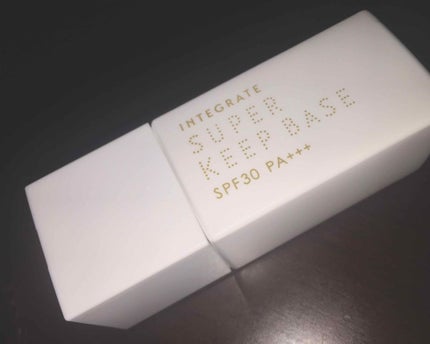 INTEGRATE
SUPER
KEEP BASE
SPF30 PA+++